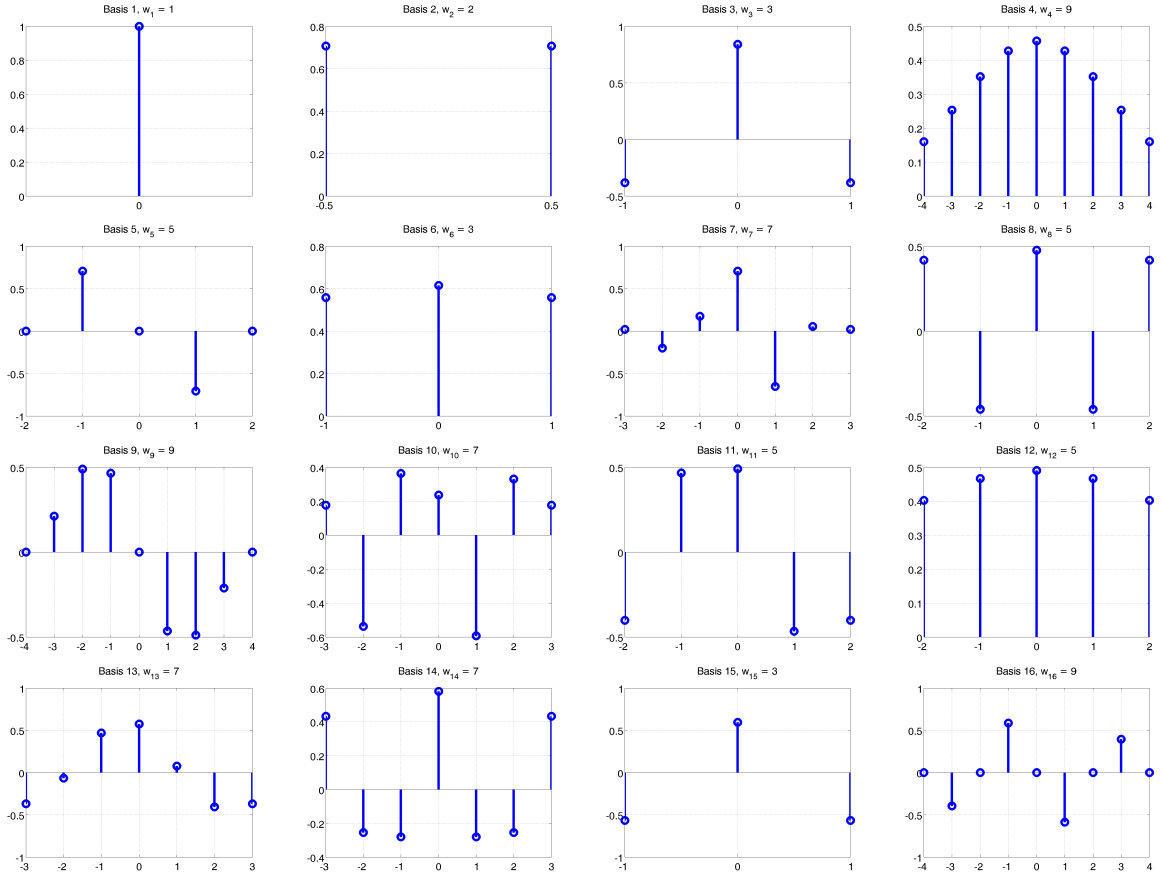 Basis 1, w₁ = 1
1
0.8
0.6
0.4
0.2
0
0
Basis 2, w₂ = 2
0.8
0.6
0.4
0.2
0
-0.5 0.5
Basis 3, w₃ = 3
1
0.5
0
-0.5
-1 0 1
Basis 4, w₄ = 9
0.5
0.4
0.3
0.2
0.1
0
-4 -3 -2 -1 0 1 2 3 4
Basis 5, w₅ = 5
1
0.5
0
-0.5
-1
-2 -1 0 1 2
Basis 6, w₆ = 3
0.8
0.6
0.4
0.2
0
-1 0 1
Basis 7, w₇ = 7
1
0.5
0
-0.5
-1
-3 -2 -1 0 1 2 3
Basis 8, w₈ = 5
0.5
0
-0.5
-2 -1 0 1 2
Basis 9, w₉ = 9
0.5
0
-0.5
-4 -3 -2 -1 0 1 2 3 4
Basis 10, w₁₀ = 7
0.4
0.2
0
-0.2
-0.4
-0.6
-3 -2 -1 0 1 2 3
Basis 11, w₁₁ = 5
0.5
0
-0.5
-2 -1 0 1 2
Basis 12, w₁₂ = 5
0.5
0.4
0.3
0.2
0.1
0
-2 -1 0 1 2
Basis 13, w₁₃ = 7
1
0.5
0
-0.5
-1
-3 -2 -1 0 1 2 3
Basis 14, w₁₄ = 7
0.6
0.4
0.2
0
-0.2
-0.4
-3 -2 -1 0 1 2 3
Basis 15, w₁₅ = 3
1
0.5
0
-0.5
-1
-1 0 1
Basis 16, w₁₆ = 9
1
0.5
0
-0.5
-1
-4 -3 -2 -1 0 1 2 3 4